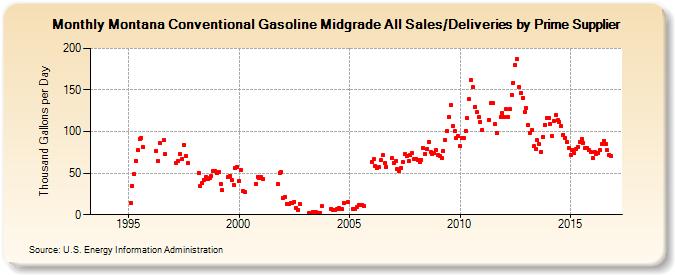 Monthly Montana Conventional Gasoline Midgrade All Sales/Deliveries by Prime Supplier
Thousand Gallons per Day
200
150
100
50
0
1995 2000 2005 2010 2015
Source: U.S. Energy Information Administration